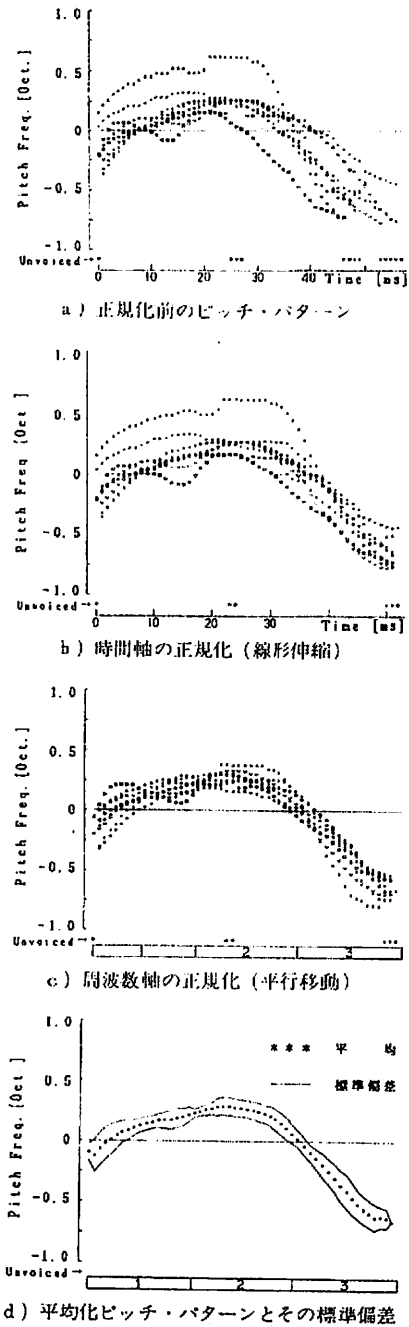 1.0
0.5
0
-0.5
-1.0
Pitch Freq. [Oct.]
Unvoiced→
0 10 20 30 40 50
Time [ms]
a) 正規化前のピッチ・パターン
1.0
0.5
0
-0.5
-1.0
Pitch Freq [Oct]
Unvoiced→
0 10 20 30 40 50
Time [ms]
b) 時間軸の正規化 (線形伸縮)
1.0
0.5
0
-0.5
-1.0
Pitch Freq. [Oct.]
Unvoiced→
1 2 3
c) 周波数軸の正規化 (平行移動)
1.0
0.5
0
-0.5
-1.0
Pitch Freq. [Oct.]
*** 平 均
― 標準偏差
Unvoiced→
1 2 3
d) 平均化ピッチ・パターンとその標準偏差